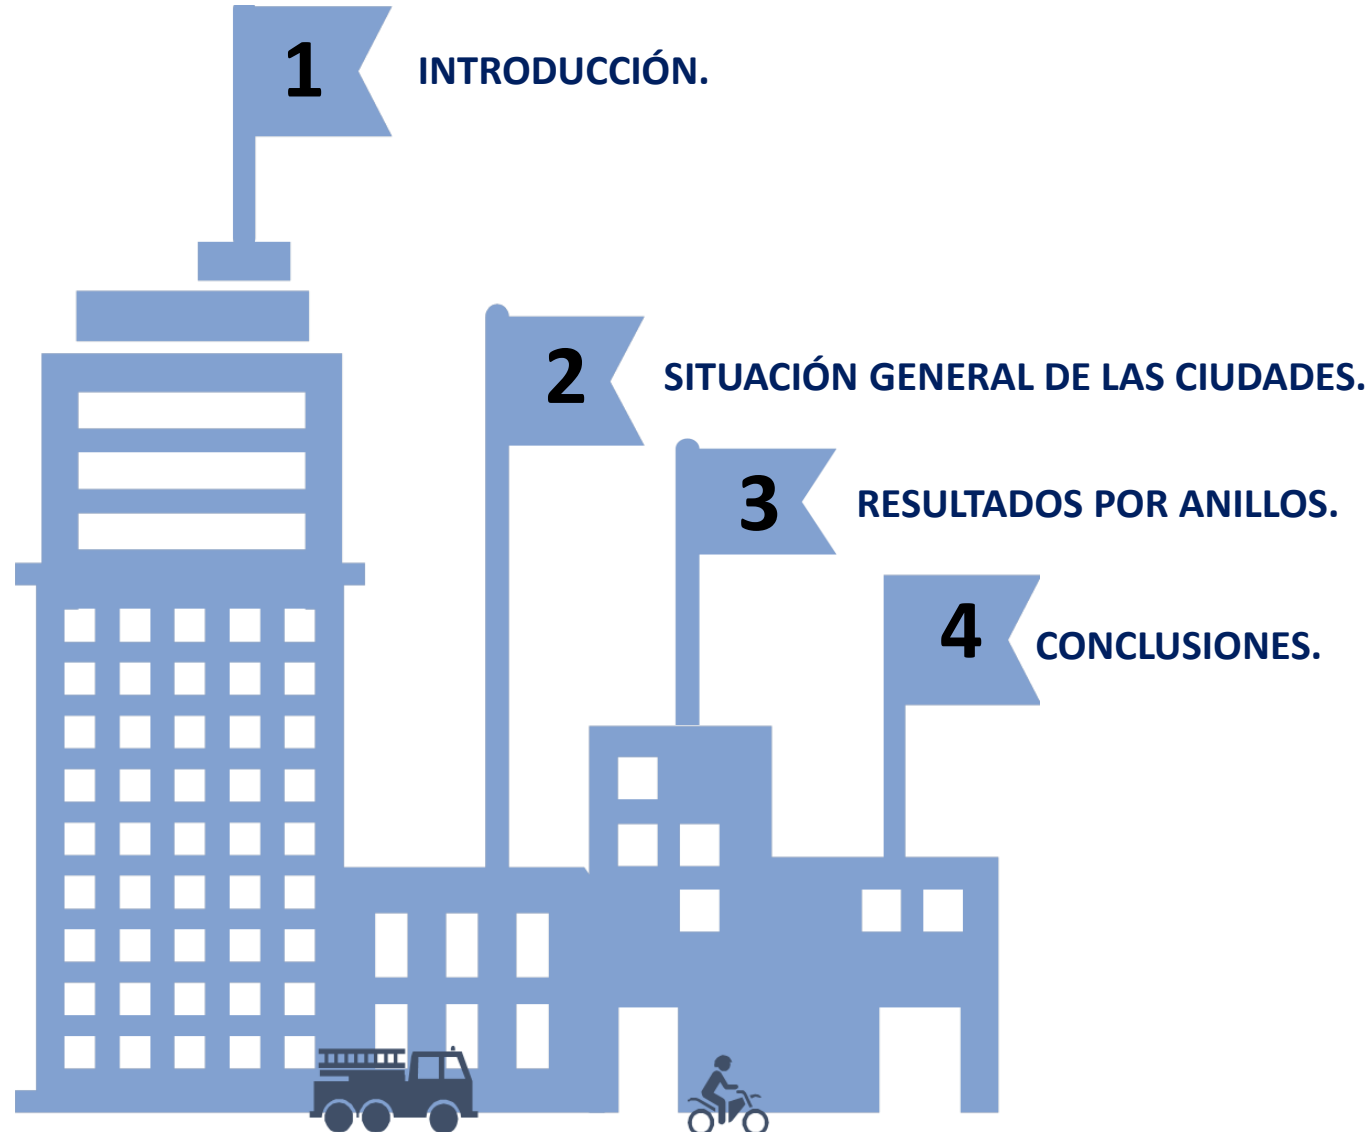 1 INTRODUCCIÓN.
2 SITUACIÓN GENERAL DE LAS CIUDADES.
3 RESULTADOS POR ANILLOS.
4 CONCLUSIONES.